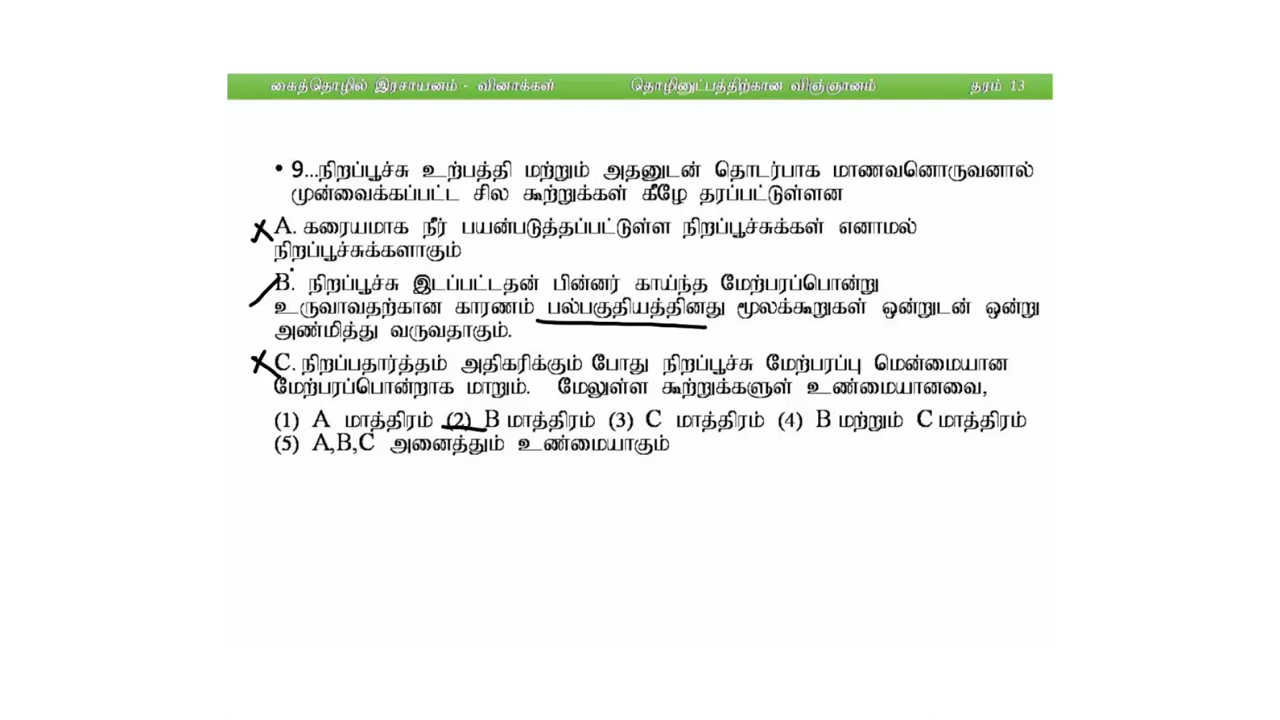 கைத்தொழில் இரசாயனம் - வினாக்கள் தொழினுட்பத்திற்கான விஞ்ஞானம் தரம் 13
• 9...நிறப்பூச்சு உற்பத்தி மற்றும் அதனுடன் தொடர்பாக மாணவனொருவனால்
முன்வைக்கப்பட்ட சில கூற்றுக்கள் கீழே தரப்பட்டுள்ளன
A. கரையமாக நீர் பயன்படுத்தப்பட்டுள்ள நிறப்பூச்சுக்கள் எனாமல்
நிறப்பூச்சுக்களாகும்
B. நிறப்பூச்சு இடப்பட்டதன் பின்னர் காய்ந்த மேற்பரப்பொன்று
உருவாவதற்கான காரணம் பல்பகுதியத்தினது மூலக்கூறுகள் ஒன்றுடன் ஒன்று
அண்மித்து வருவதாகும்.
C. நிறப்பதார்த்தம் அதிகரிக்கும் போது நிறப்பூச்சு மேற்பரப்பு மென்மையான
மேற்பரப்பொன்றாக மாறும். மேலுள்ள கூற்றுக்களுள் உண்மையானவை,
(1) A மாத்திரம் (2) B மாத்திரம் (3) C மாத்திரம் (4) B மற்றும் C மாத்திரம்
(5) A,B,C அனைத்தும் உண்மையாகும்